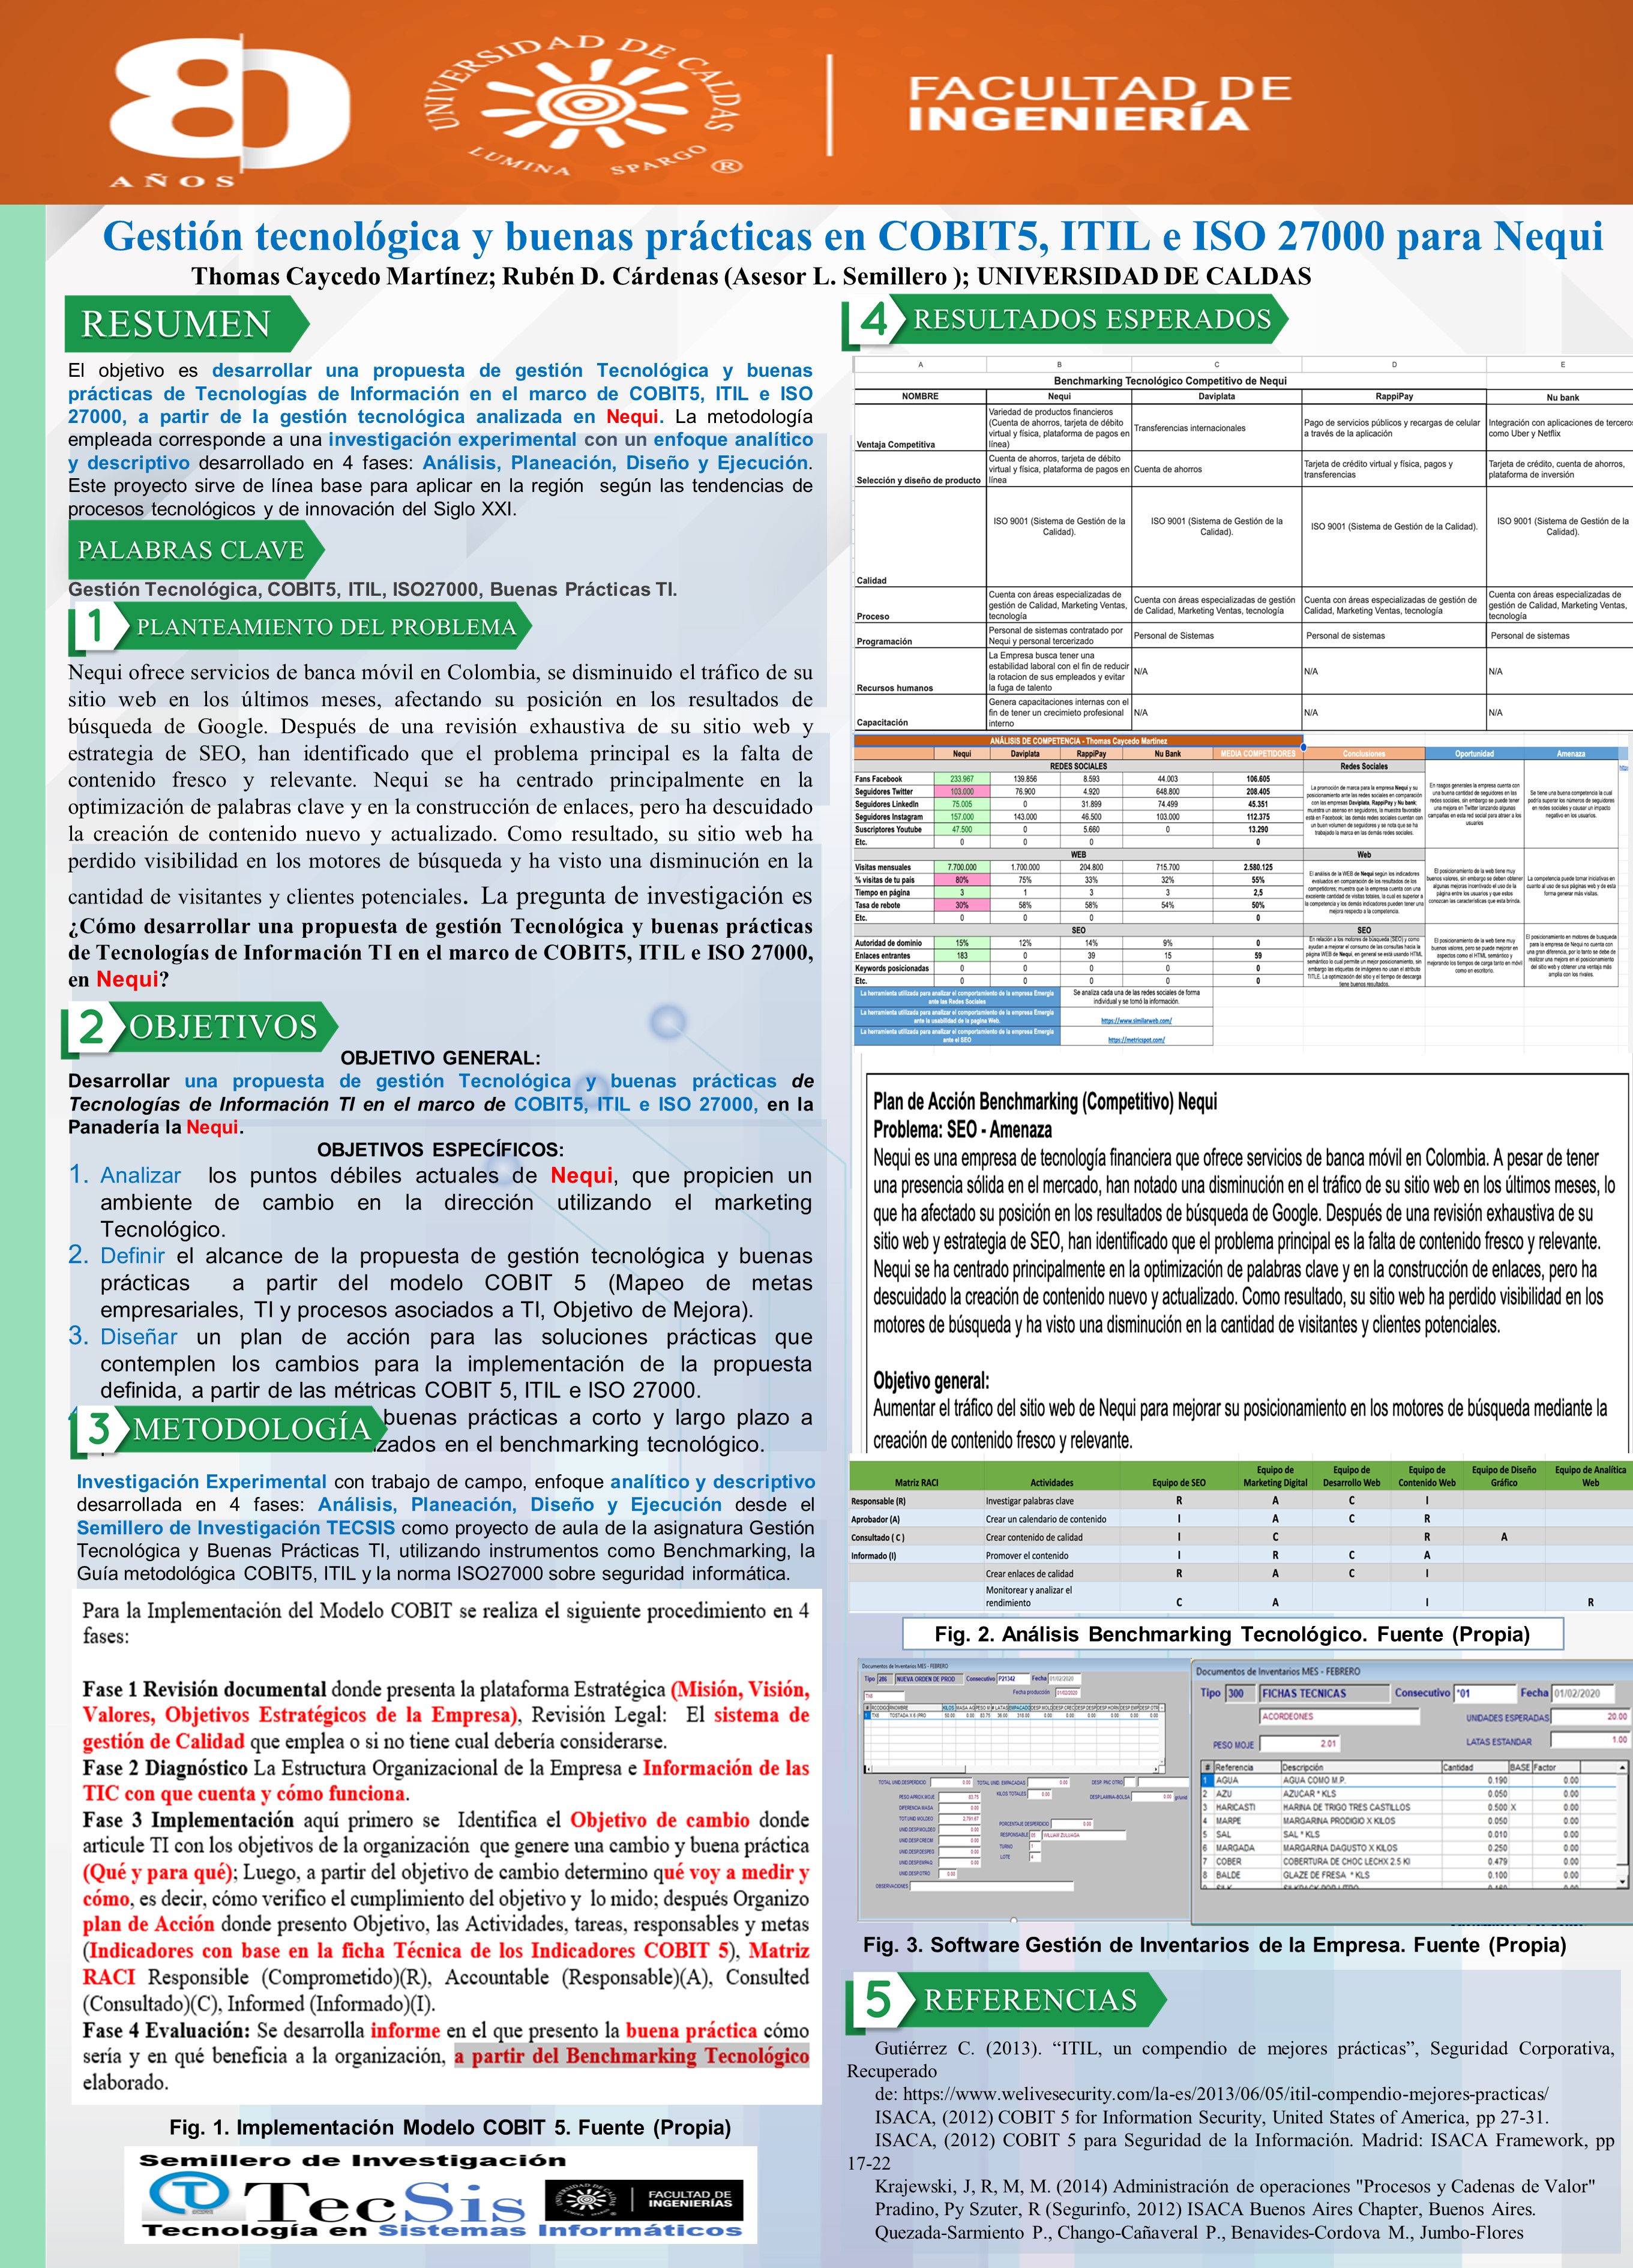 80
AÑOS
UNIVERSIDAD DE CALDAS
LUMINA SPARGO
®
FACULTAD DE
INGENIERÍA
Gestión tecnológica y buenas prácticas en COBIT5, ITIL e ISO 27000 para Nequi
Thomas Caycedo Martínez; Rubén D. Cárdenas (Asesor L. Semillero ); UNIVERSIDAD DE CALDAS
RESUMEN
El objetivo es desarrollar una propuesta de gestión Tecnológica y buenas
prácticas de Tecnologías de Información en el marco de COBIT5, ITIL e ISO
27000, a partir de la gestión tecnológica analizada en Nequi. La metodología
empleada corresponde a una investigación experimental con un enfoque analítico
y descriptivo desarrollado en 4 fases: Análisis, Planeación, Diseño y Ejecución.
Este proyecto sirve de línea base para aplicar en la región según las tendencias de
procesos tecnológicos y de innovación del Siglo XXI.
PALABRAS CLAVE
Gestión Tecnológica, COBIT5, ITIL, ISO27000, Buenas Prácticas TI.
1 PLANTEAMIENTO DEL PROBLEMA
Nequi ofrece servicios de banca móvil en Colombia, se disminuido el tráfico de su
sitio web en los últimos meses, afectando su posición en los resultados de
búsqueda de Google. Después de una revisión exhaustiva de su sitio web y
estrategia de SEO, han identificado que el problema principal es la falta de
contenido fresco y relevante. Nequi se ha centrado principalmente en la
optimización de palabras clave y en la construcción de enlaces, pero ha descuidado
la creación de contenido nuevo y actualizado. Como resultado, su sitio web ha
perdido visibilidad en los motores de búsqueda y ha visto una disminución en la
cantidad de visitantes y clientes potenciales. La pregunta de investigación es
¿Cómo desarrollar una propuesta de gestión Tecnológica y buenas prácticas
de Tecnologías de Información TI en el marco de COBIT5, ITIL e ISO 27000,
en Nequi?
2 OBJETIVOS
OBJETIVO GENERAL:
Desarrollar una propuesta de gestión Tecnológica y buenas prácticas de
Tecnologías de Información TI en el marco de COBIT5, ITIL e ISO 27000, en la
Panadería la Nequi.
OBJETIVOS ESPECÍFICOS:
1. Analizar los puntos débiles actuales de Nequi, que propicien un
ambiente de cambio en la dirección utilizando el marketing
Tecnológico.
2. Definir el alcance de la propuesta de gestión tecnológica y buenas
prácticas a partir del modelo COBIT 5 (Mapeo de metas
empresariales, TI y procesos asociados a TI, Objetivo de Mejora).
3. Diseñar un plan de acción para las soluciones prácticas que
contemplen los cambios para la implementación de la propuesta
definida, a partir de las métricas COBIT 5, ITIL e ISO 27000.
buenas prácticas a corto y largo plazo a
zados en el benchmarking tecnológico.
3 METODOLOGÍA
Investigación Experimental con trabajo de campo, enfoque analítico y descriptivo
desarrollada en 4 fases: Análisis, Planeación, Diseño y Ejecución desde el
Semillero de Investigación TECSIS como proyecto de aula de la asignatura Gestión
Tecnológica y Buenas Prácticas TI, utilizando instrumentos como Benchmarking, la
Guía metodológica COBIT5, ITIL y la norma ISO27000 sobre seguridad informática.
Para la Implementación del Modelo COBIT se realiza el siguiente procedimiento en 4
fases:
Fase 1 Revisión documental donde presenta la plataforma Estratégica (Misión, Visión,
Valores, Objetivos Estratégicos de la Empresa), Revisión Legal: El sistema de
gestión de Calidad que emplea o si no tiene cual debería considerarse.
Fase 2 Diagnóstico La Estructura Organizacional de la Empresa e Información de las
TIC con que cuenta y cómo funciona.
Fase 3 Implementación aquí primero se Identifica el Objetivo de cambio donde
articule TI con los objetivos de la organización que genere una cambio y buena práctica
(Qué y para qué); Luego, a partir del objetivo de cambio determino qué voy a medir y
cómo, es decir, cómo verifico el cumplimiento del objetivo y lo mido; después Organizo
plan de Acción donde presento Objetivo, las Actividades, tareas, responsables y metas
(Indicadores con base en la ficha Técnica de los Indicadores COBIT 5), Matriz
RACI Responsible (Comprometido)(R), Accountable (Responsable)(A), Consulted
(Consultado)(C), Informed (Informado)(I).
Fase 4 Evaluación: Se desarrolla informe en el que presento la buena práctica cómo
sería y en qué beneficia a la organización, a partir del Benchmarking Tecnológico
elaborado.
Fig. 1. Implementación Modelo COBIT 5. Fuente (Propia)
Semillero de Investigación
TecSis
FACULTAD DE
INGENIERÍAS
Tecnología en Sistemas Informáticos
4 RESULTADOS ESPERADOS
A B C D E
Benchmarking Tecnológico Competitivo de Nequi
NOMBRE Nequi Daviplata RappiPay Nu bank
Ventaja Competitiva Variedad de productos financieros (Cuenta de ahorros, tarjeta de débito virtual y física, plataforma de pagos en línea) Transferencias internacionales Pago de servicios públicos y recargas de celular a través de la aplicación Integración con aplicaciones de terceros como Uber y Netflix
Selección y diseño de producto Cuenta de ahorros, tarjeta de débito virtual y física, plataforma de pagos en línea Cuenta de ahorros Tarjeta de crédito virtual y física, pagos y transferencias Tarjeta de crédito, cuenta de ahorros, plataforma de inversión
Calidad ISO 9001 (Sistema de Gestión de la Calidad). ISO 9001 (Sistema de Gestión de la Calidad). ISO 9001 (Sistema de Gestión de la Calidad). ISO 9001 (Sistema de Gestión de la Calidad).
Proceso Cuenta con áreas especializadas de gestión de Calidad, Marketing Ventas, tecnología Cuenta con áreas especializadas de gestión de Calidad, Marketing Ventas, tecnología Cuenta con áreas especializadas de gestión de Calidad, Marketing Ventas, tecnología Cuenta con áreas especializadas de gestión de Calidad, Marketing Ventas, tecnología
Programación Personal de sistemas contratado por Nequi y personal tercerizado Personal de Sistemas Personal de sistemas Personal de sistemas
Recursos humanos La Empresa busca tener una estabilidad laboral con el fin de reducir la rotacion de sus empleados y evitar la fuga de talento N/A N/A N/A
Capacitación Genera capacitaciones internas con el fin de tener un crecimieto profesional interno N/A N/A N/A
ANÁLISIS DE COMPETENCIA - Thomas Caycedo Martinez
Nequi Daviplata RappiPay Nu Bank MEDIA COMPETIDORES Conclusiones Oportunidad Amenaza
REDES SOCIALES Redes Sociales
Fans Facebook 233.967 139.856 8.593 44.003 106.605
Seguidores Twitter 103.000 76.900 4.920 648.800 208.405
Seguidores LinkedIn 75.005 0 31.899 74.499 45.351
Seguidores Instagram 157.000 143.000 46.500 103.000 112.375
Suscriptores Youtube 47.500 0 5.660 0 13.290
Etc. 0 0 0 0 0
WEB Web
Visitas mensuales 7.700.000 1.700.000 204.800 715.700 2.580.125
% visitas de tu pais 80% 75% 33% 32% 55%
Tiempo en página 3 1 3 3 2,5
Tasa de rebote 30% 58% 58% 54% 50%
Etc. 0 0 0 0 0
SEO SEO
Autoridad de dominio 15% 12% 14% 9% 0
Enlaces entrantes 183 0 39 15 59
Keywords posicionadas 0 0 0 0 0
Etc. 0 0 0 0 0
La herramienta utilizada para analizar el comportamiento de la empresa Emergia ante las Redes Sociales Se analiza cada una de las redes sociales de forma individual y se tomó la información.
La herramienta utilizada para analizar el comportamiento de la empresa Emergia ante la usabilidad de la pagina Web. https://www.similarweb.com/
La herramienta utilizada para analizar el comportamiento de la empresa Emergia ante el SEO https://metricspot.com/
Plan de Acción Benchmarking (Competitivo) Nequi
Problema: SEO - Amenaza
Nequi es una empresa de tecnología financiera que ofrece servicios de banca móvil en Colombia. A pesar de tener
una presencia sólida en el mercado, han notado una disminución en el tráfico de su sitio web en los últimos meses, lo
que ha afectado su posición en los resultados de búsqueda de Google. Después de una revisión exhaustiva de su
sitio web y estrategia de SEO, han identificado que el problema principal es la falta de contenido fresco y relevante.
Nequi se ha centrado principalmente en la optimización de palabras clave y en la construcción de enlaces, pero ha
descuidado la creación de contenido nuevo y actualizado. Como resultado, su sitio web ha perdido visibilidad en los
motores de búsqueda y ha visto una disminución en la cantidad de visitantes y clientes potenciales.
Objetivo general:
Aumentar el tráfico del sitio web de Nequi para mejorar su posicionamiento en los motores de búsqueda mediante la
creación de contenido fresco y relevante.
Matriz RACI Actividades Equipo de SEO Equipo de Marketing Digital Equipo de Desarrollo Web Equipo de Contenido Web Equipo de Diseño Gráfico Equipo de Analítica Web
Responsable (R) Investigar palabras clave R A C I
Aprobador (A) Crear un calendario de contenido I A C R
Consultado ( C ) Crear contenido de calidad I C R A
Informado (I) Promover el contenido I R C A
Crear enlaces de calidad R A C I
Monitorear y analizar el rendimiento C A I R
Fig. 2. Análisis Benchmarking Tecnológico. Fuente (Propia)
Documentos de Inventarios MES - FEBRERO
Tipo 206 NUEVA ORDEN DE PROD Consecutivo P21342 Fecha 01/02/2020
Fecha producción 01/02/2020
OBSERVACIONES
Documentos de Inventarios MES - FEBRERO
Tipo 300 FICHAS TECNICAS Consecutivo *01 Fecha 01/02/2020
ACORDEONES UNIDADES ESPERADAS 20.00
PESO MOJE 2.01 LATAS ESTANDAR 1.00
# Referencia Descripción Cantidad BASE Factor
1 AGUA AGUA COMO M.P. 0.190 0.00
2 AZU AZUCAR * KLS 0.050 0.00
3 HARICASTI HARINA DE TRIGO TRES CASTILLOS 0.500 X 0.00
4 MARPE MARGARINA PRODIGIO X KILOS 0.050 0.00
5 SAL SAL * KLS 0.010 0.00
6 MARGADA MARGARINA DAGUSTO X KILOS 0.250 0.00
7 COBER COBERTURA DE CHOC LECHX 2.5 KI 0.479 0.00
8 BALDE GLAZE DE FRESA * KLS 0.100 0.00
Fig. 3. Software Gestión de Inventarios de la Empresa. Fuente (Propia)
5 REFERENCIAS
Gutiérrez C. (2013). “ITIL, un compendio de mejores prácticas”, Seguridad Corporativa,
Recuperado
de: https://www.welivesecurity.com/la-es/2013/06/05/itil-compendio-mejores-practicas/
ISACA, (2012) COBIT 5 for Information Security, United States of America, pp 27-31.
ISACA, (2012) COBIT 5 para Seguridad de la Información. Madrid: ISACA Framework, pp
17-22
Krajewski, J, R, M, M. (2014) Administración de operaciones "Procesos y Cadenas de Valor"
Pradino, Py Szuter, R (Segurinfo, 2012) ISACA Buenos Aires Chapter, Buenos Aires.
Quezada-Sarmiento P., Chango-Cañaveral P., Benavides-Cordova M., Jumbo-Flores